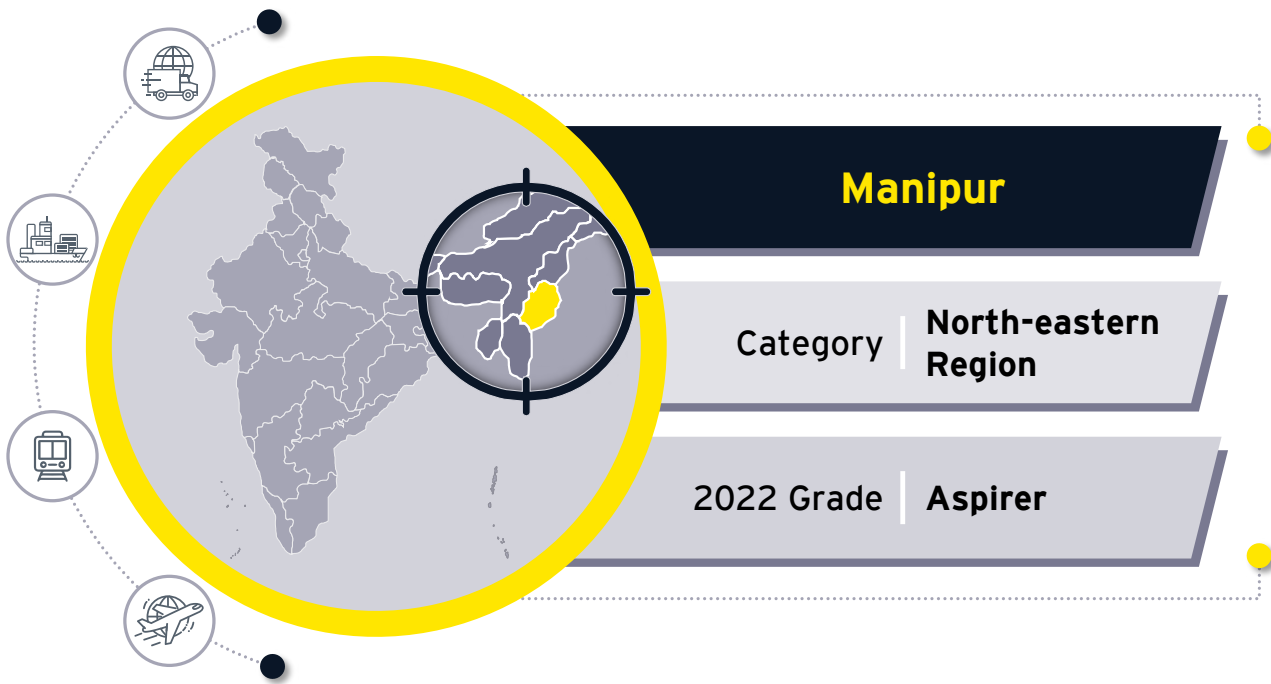 Manipur
Category
North-eastern
Region
2022 Grade
Aspirer